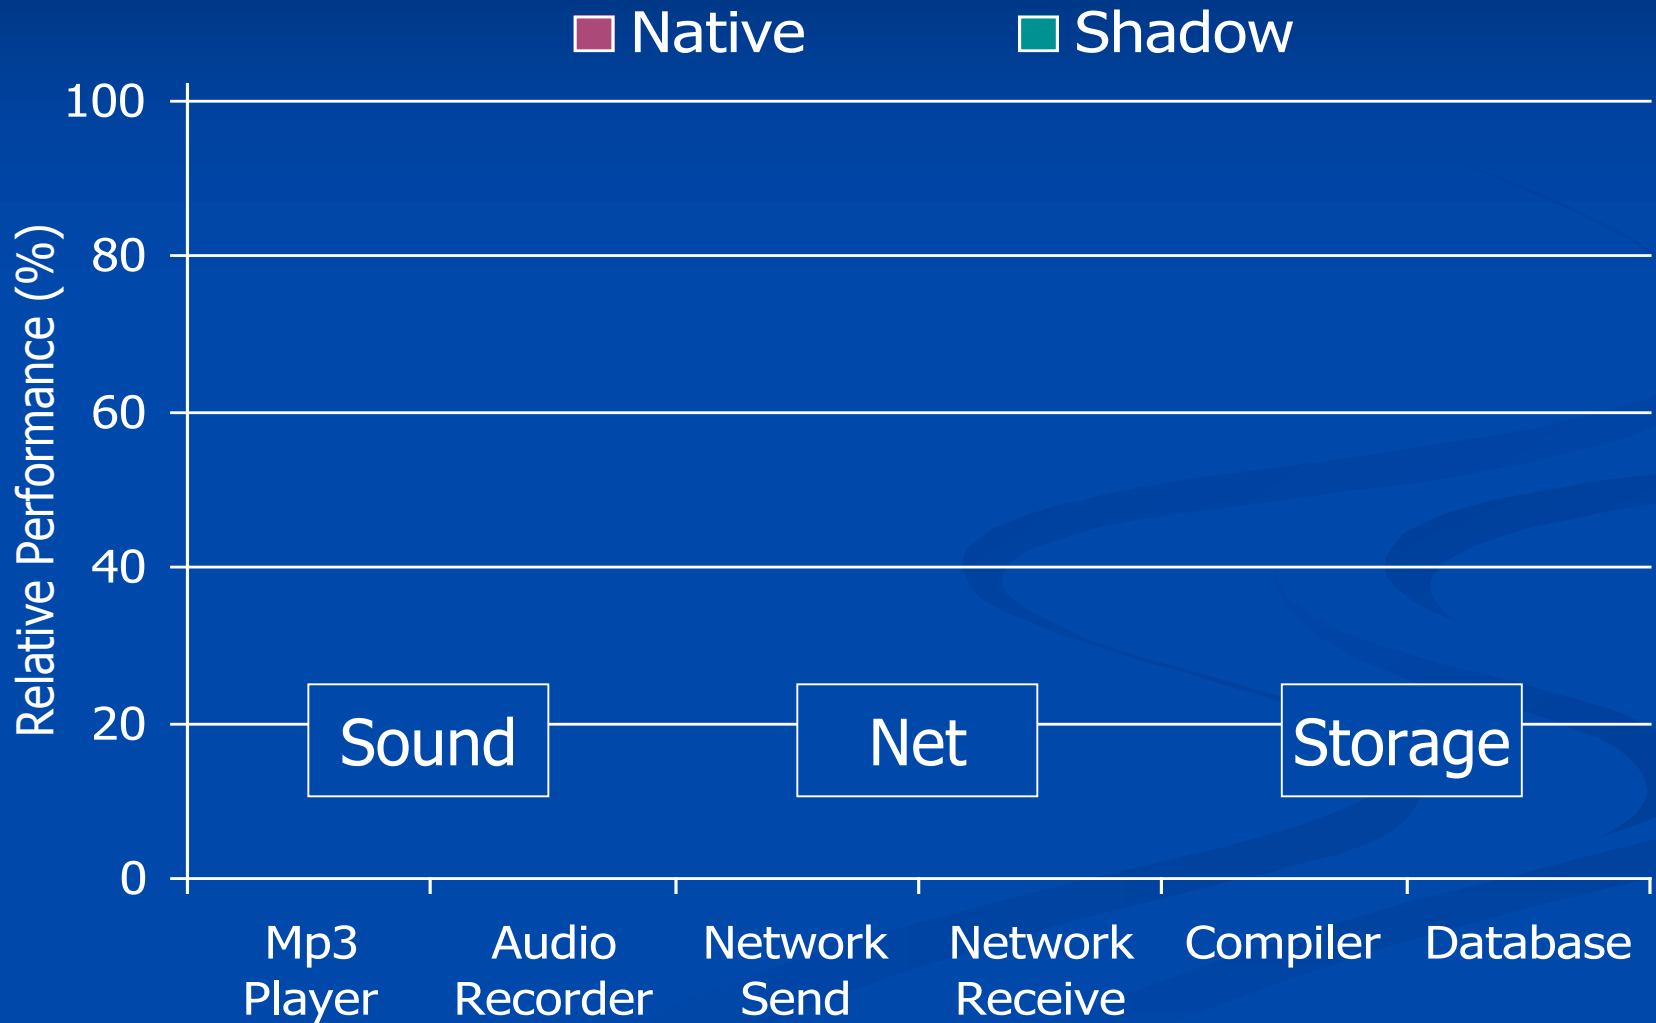 Native Shadow
100
80
60
40
20
0
Relative Performance (%)
Sound Net Storage
Mp3 Player
Audio Recorder
Network Send
Network Receive
Compiler
Database